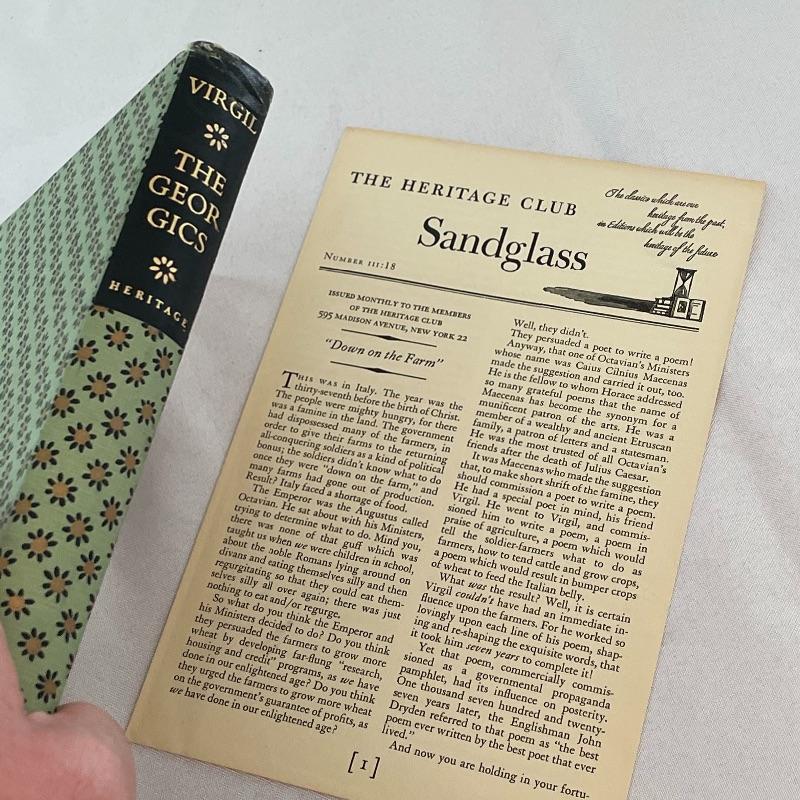 VIRGIL
THE
GEOR
GICS
HERITAGE
THE HERITAGE CLUB
Sandglass
The classics which are our
heritage from the past,
in Editions which will be the
heritage of the future
NUMBER III:18
ISSUED MONTHLY TO THE MEMBERS
OF THE HERITAGE CLUB
595 MADISON AVENUE, NEW YORK 22
"Down on the Farm"
THIS WAS in Italy. The year was the
thirty-seventh before the birth of Christ.
The people were mighty hungry, for there
was a famine in the land. The government
had dispossessed many of the farmers, in
order to give their farms to the returning
all-conquering soldiers as a kind of political
bonus; the soldiers didn't know what to do
once they were "down on the farm," and
many farms had gone out of production.
Result? Italy faced a shortage of food.
The Emperor was the Augustus called
Octavian. He sat about with his Ministers,
trying to determine what to do. Mind you,
there was none of that guff which was
taught us when we were children in school,
about the noble Romans lying around on
divans and eating themselves silly and then
regurgitating so that they could eat them-
selves silly all over again; there was just
nothing to eat and/or regurge.
So what do you think the Emperor and
his Ministers decided to do? Do you think
they persuaded the farmers to grow more
wheat by developing far-flung "research,
housing and credit" programs, as we have
done in our enlightened age? Do you think
they urged the farmers to grow more wheat
on the government's guarantee of profits, as
we have done in our enlightened age?
Well, they didn't.
They persuaded a poet to write a poem!
Anyway, that one of Octavian's Ministers
whose name was Caius Cilnius Maecenas
made the suggestion and carried it out, too.
He is the fellow to whom Horace addressed
so many grateful poems that the name of
Maecenas has become the synonym for a
munificent patron of the arts. He was a
member of a wealthy and ancient Etruscan
family, a patron of letters and a statesman.
He was the most trusted of all Octavian's
friends after the death of Julius Caesar.
It was Maecenas who made the suggestion
that, to make short shrift of the famine, they
should commission a poet to write a poem.
He had a special poet in mind, his friend
Virgil. He went to Virgil, and commis-
sioned him to write a poem, a poem in
praise of agriculture, a poem which would
tell the soldier-farmers what to do as
farmers, how to tend cattle and grow crops,
a poem which would result in bumper crops
of wheat to feed the Italian belly.
What was the result? Well, it is certain
Virgil couldn't have had an immediate in-
fluence upon the farmers. For he worked so
lovingly upon each line of his poem, shap-
ing and re-shaping the exquisite words, that
it took him seven years to complete it!
Yet that poem, commercially commis-
sioned as a governmental propaganda
pamphlet, had its influence on posterity.
One thousand seven hundred and twenty-
seven years later, the Englishman John
Dryden referred to that poem as "the best
poem ever written by the best poet that ever
lived."
And now you are holding in your fortu-
[1]